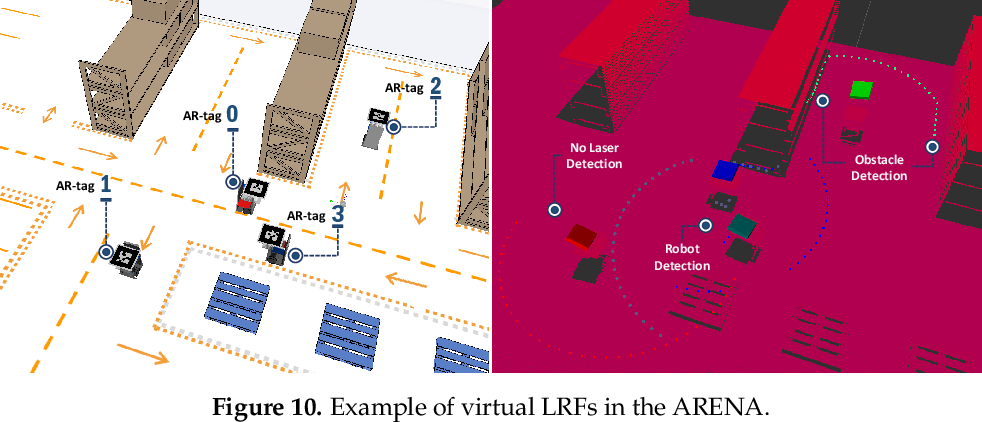 AR-tag 2
AR-tag 0
AR-tag 1
AR-tag 3
No Laser
Detection
Obstacle
Detection
Robot
Detection
Figure 10. Example of virtual LRFs in the ARENA.